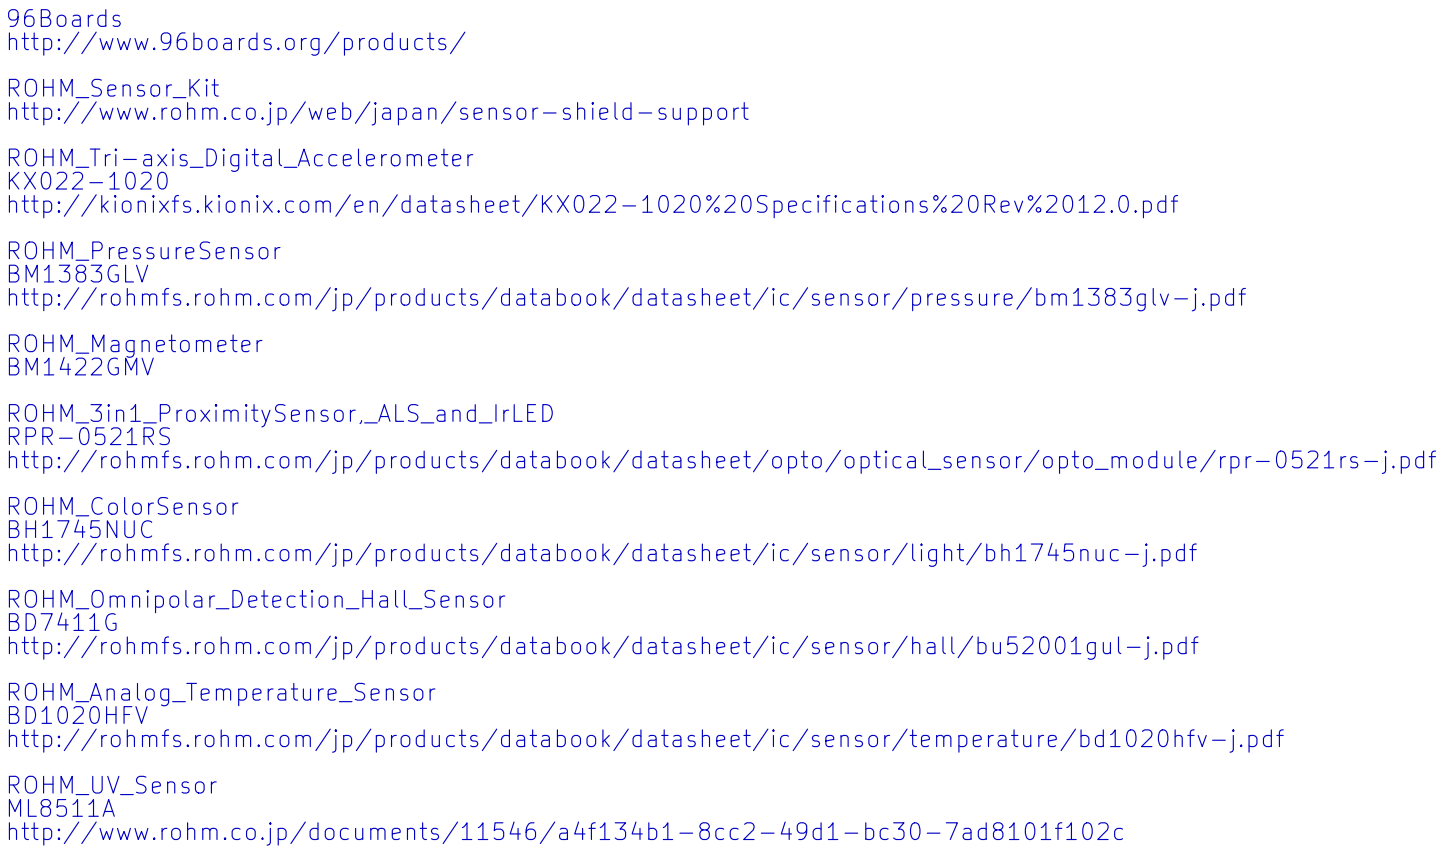 96Boards
http://www.96boards.org/products/
ROHM_Sensor_Kit
http://www.rohm.co.jp/web/japan/sensor-shield-support
ROHM_Tri-axis_Digital_Accelerometer
KX022-1020
http://kionixfs.kionix.com/en/datasheet/KX022-1020%20Specifications%20Rev%2012.0.pdf
ROHM_PressureSensor
BM1383GLV
http://rohmfs.rohm.com/jp/products/databook/datasheet/ic/sensor/pressure/bm1383glv-j.pdf
ROHM_Magnetometer
BM1422GMV
ROHM_3in1_ProximitySensor,_ALS_and_IrLED
RPR-0521RS
http://rohmfs.rohm.com/jp/products/databook/datasheet/opto/optical_sensor/opto_module/rpr-0521rs-j.pdf
ROHM_ColorSensor
BH1745NUC
http://rohmfs.rohm.com/jp/products/databook/datasheet/ic/sensor/light/bh1745nuc-j.pdf
ROHM_Omnipolar_Detection_Hall_Sensor
BD7411G
http://rohmfs.rohm.com/jp/products/databook/datasheet/ic/sensor/hall/bu52001gul-j.pdf
ROHM_Analog_Temperature_Sensor
BD1020HFV
http://rohmfs.rohm.com/jp/products/databook/datasheet/ic/sensor/temperature/bd1020hfv-j.pdf
ROHM_UV_Sensor
ML8511A
http://www.rohm.co.jp/documents/11546/a4f134b1-8cc2-49d1-bc30-7ad8101f102c